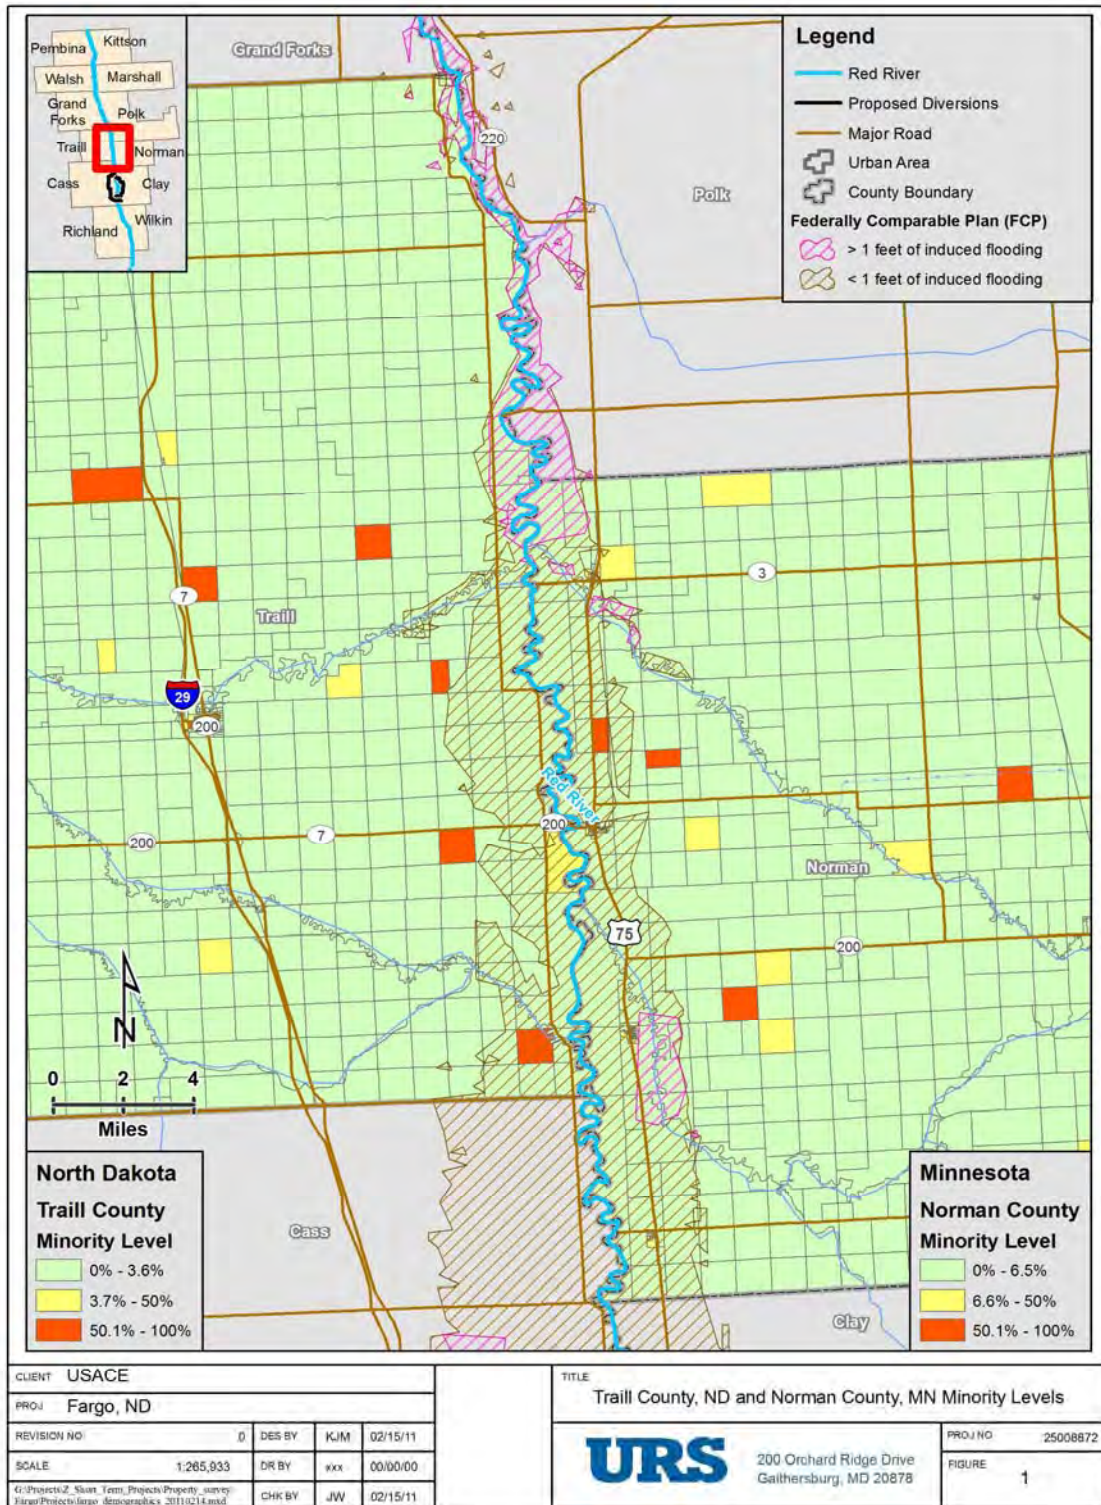 Pembina
Kittson
Walsh
Marshall
Grand
Forks
Polk
Traill
Norman
Cass
Clay
Wilkin
Richland
Grand Forks
220
Polk
Legend
Red River
Proposed Diversions
Major Road
Urban Area
County Boundary
Federally Comparable Plan (FCP)
> 1 feet of induced flooding
< 1 feet of induced flooding
3
7
Traill
29
200
Red River
200
7
200
Norman
75
200
N
0 2 4
Miles
North Dakota
Traill County
Minority Level
0% - 3.6%
3.7% - 50%
50.1% - 100%
Cass
Minnesota
Norman County
Minority Level
0% - 6.5%
6.6% - 50%
50.1% - 100%
Clay
CLIENT USACE
PROJ Fargo, ND
REVISION NO 0 DES BY KJM 02/15/11
SCALE 1:265,933 DR BY xxx 00/00/00
G:\Projects\Z_Short_Term_Projects\Property_survey
Fargo\Projects\fargo_demographics_20110214.mxd
CHK BY JW 02/15/11
TITLE
Traill County, ND and Norman County, MN Minority Levels
URS
200 Orchard Ridge Drive
Gaithersburg, MD 20878
PROJ NO 25008872
FIGURE 1